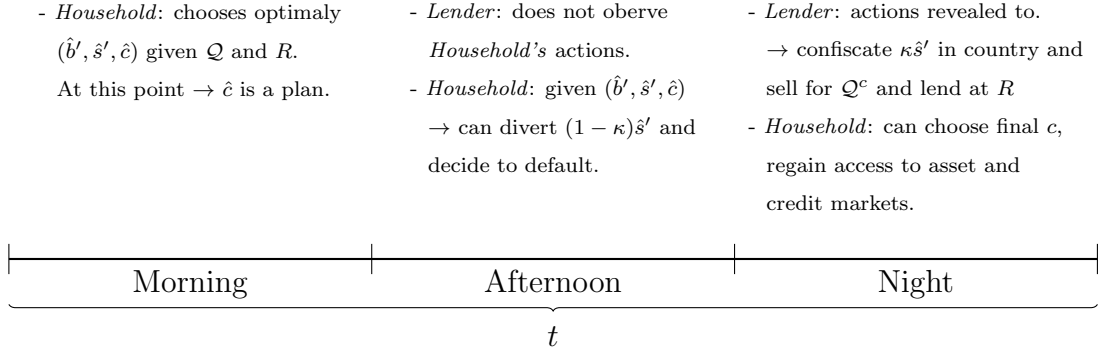 - Household: chooses optimaly
(b̂′, ŝ′, ĉ) given 𝒬 and R.
At this point → ĉ is a plan.
- Lender: does not oberve
Household's actions.
- Household: given (b̂′, ŝ′, ĉ)
→ can divert (1 − κ)ŝ′ and
decide to default.
- Lender: actions revealed to.
→ confiscate κŝ′ in country and
sell for 𝒬ᶜ and lend at R
- Household: can choose final c,
regain access to asset and
credit markets.
Morning
Afternoon
Night
t